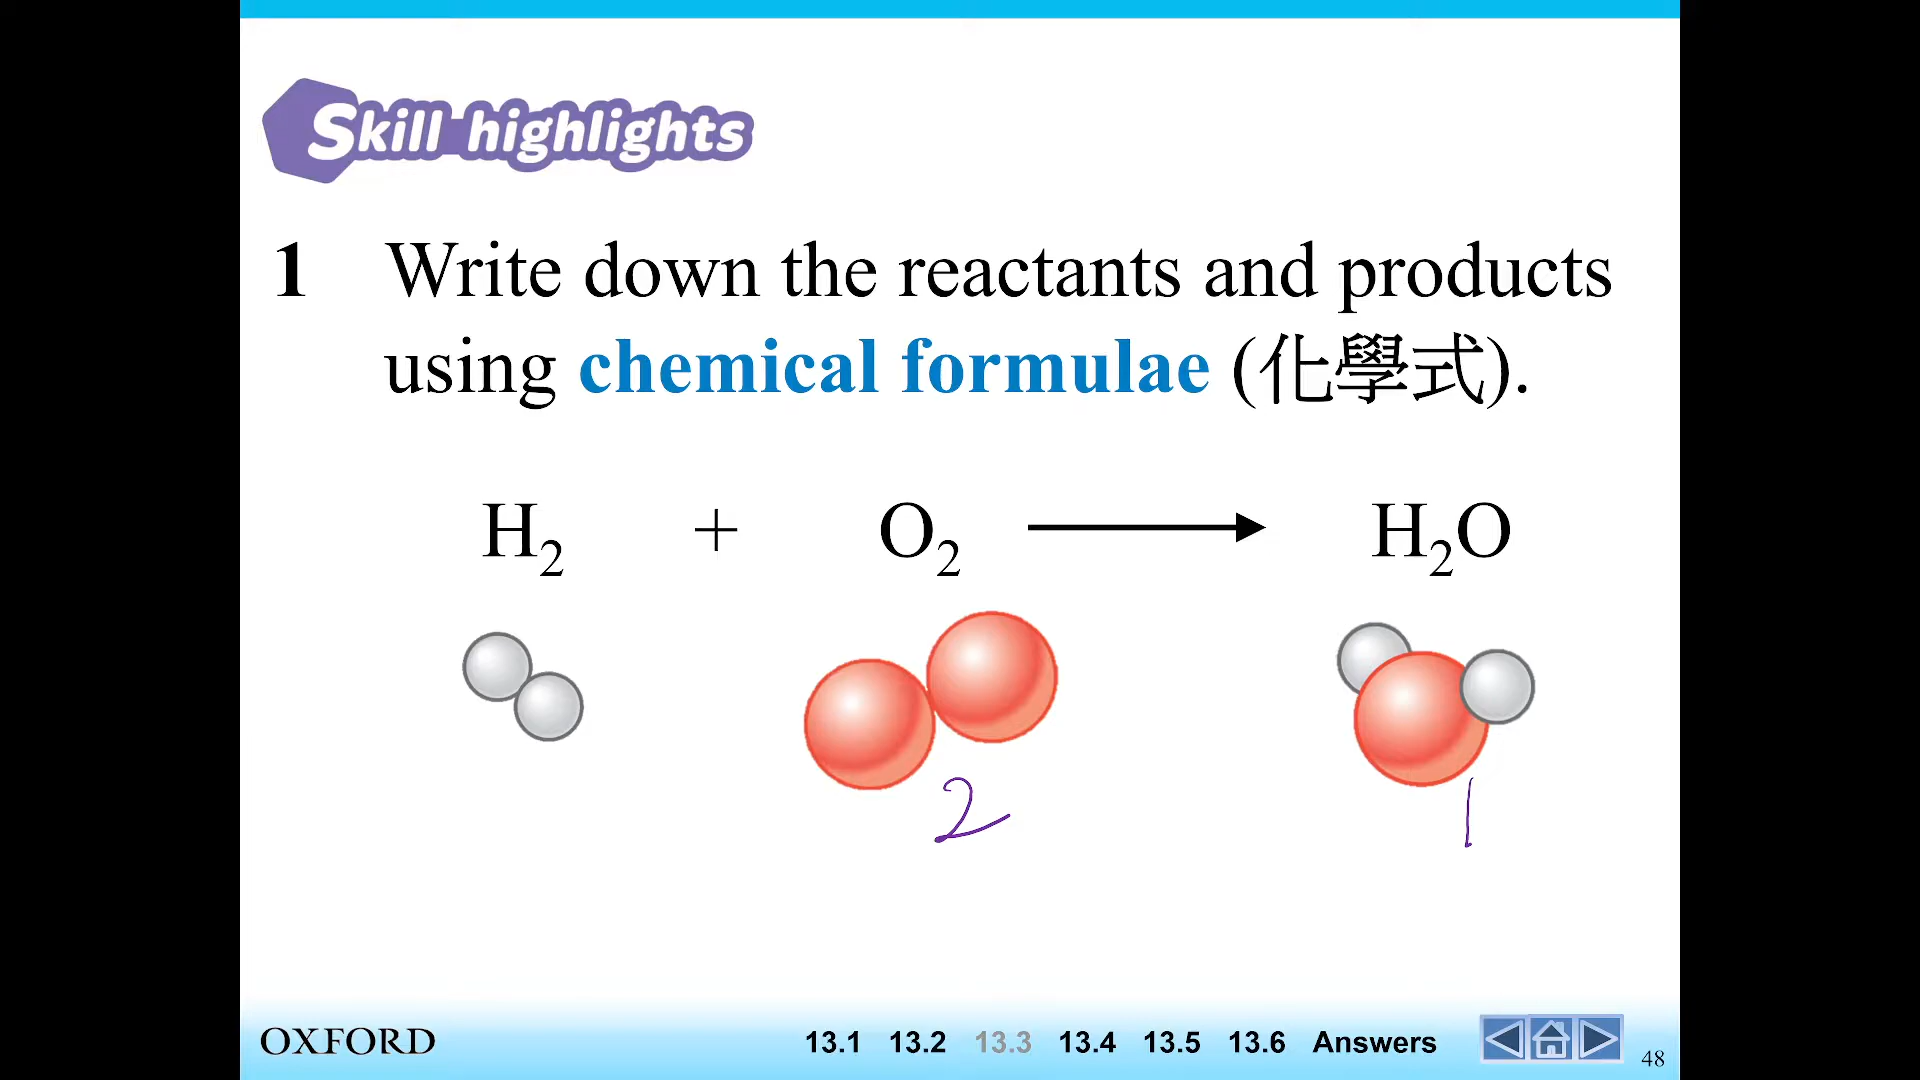 Skill highlights
1 Write down the reactants and products
using chemical formulae (化學式).
H₂ + O₂ → H₂O
2 1
OXFORD 13.1 13.2 13.3 13.4 13.5 13.6 Answers 48